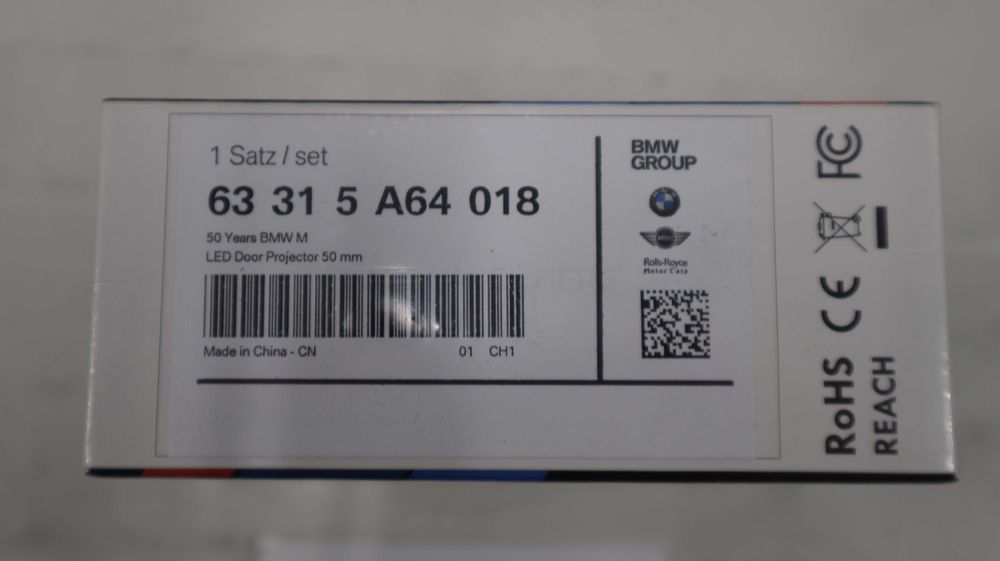 1 Satz / set
63 31 5 A64 018
50 Years BMW M
LED Door Projector 50 mm
Made in China - CN 01 CH1
BMW
GROUP
MINI
Rolls-Royce
Motor Cars
FC
CE
RoHS
REACH